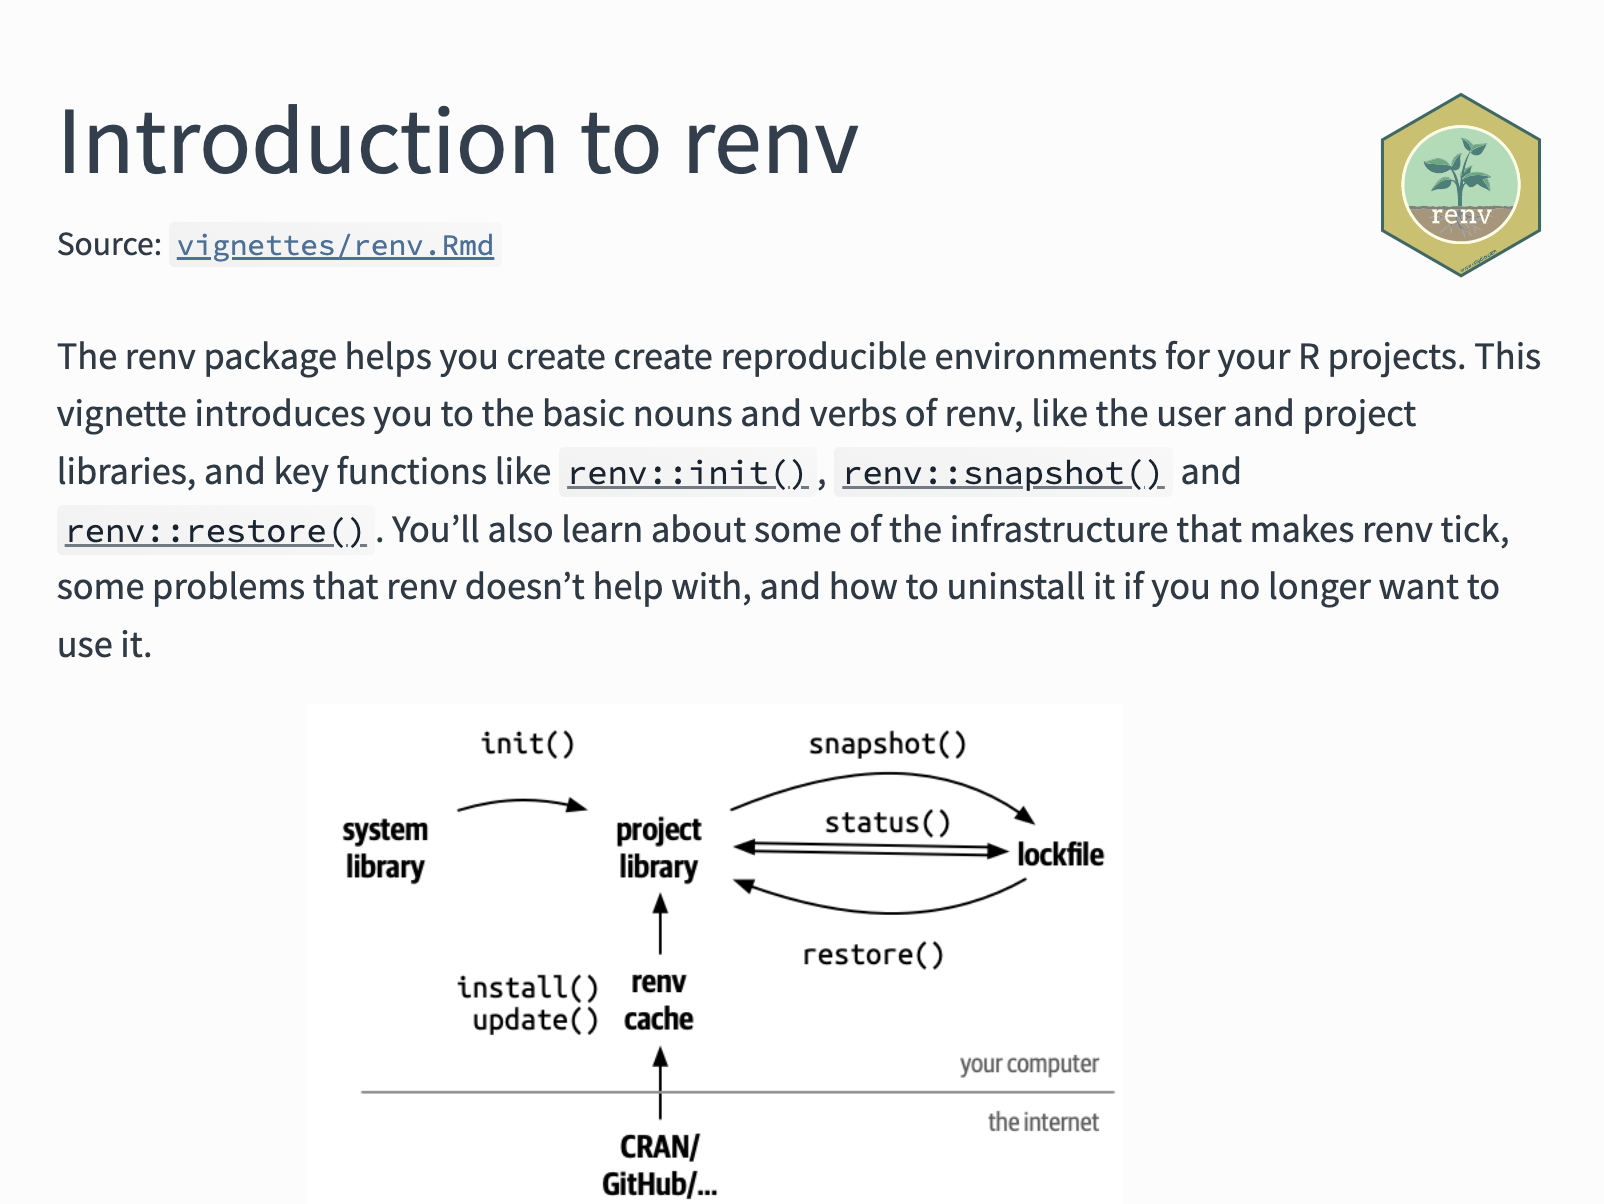 Introduction to renv
renv
Source: vignettes/renv.Rmd
The renv package helps you create create reproducible environments for your R projects. This
vignette introduces you to the basic nouns and verbs of renv, like the user and project
libraries, and key functions like renv::init() , renv::snapshot() and
renv::restore() . You’ll also learn about some of the infrastructure that makes renv tick,
some problems that renv doesn’t help with, and how to uninstall it if you no longer want to
use it.
init()
snapshot()
system
library
project
library
status()
lockfile
restore()
install()
update()
renv
cache
your computer
the internet
CRAN/
GitHub/...